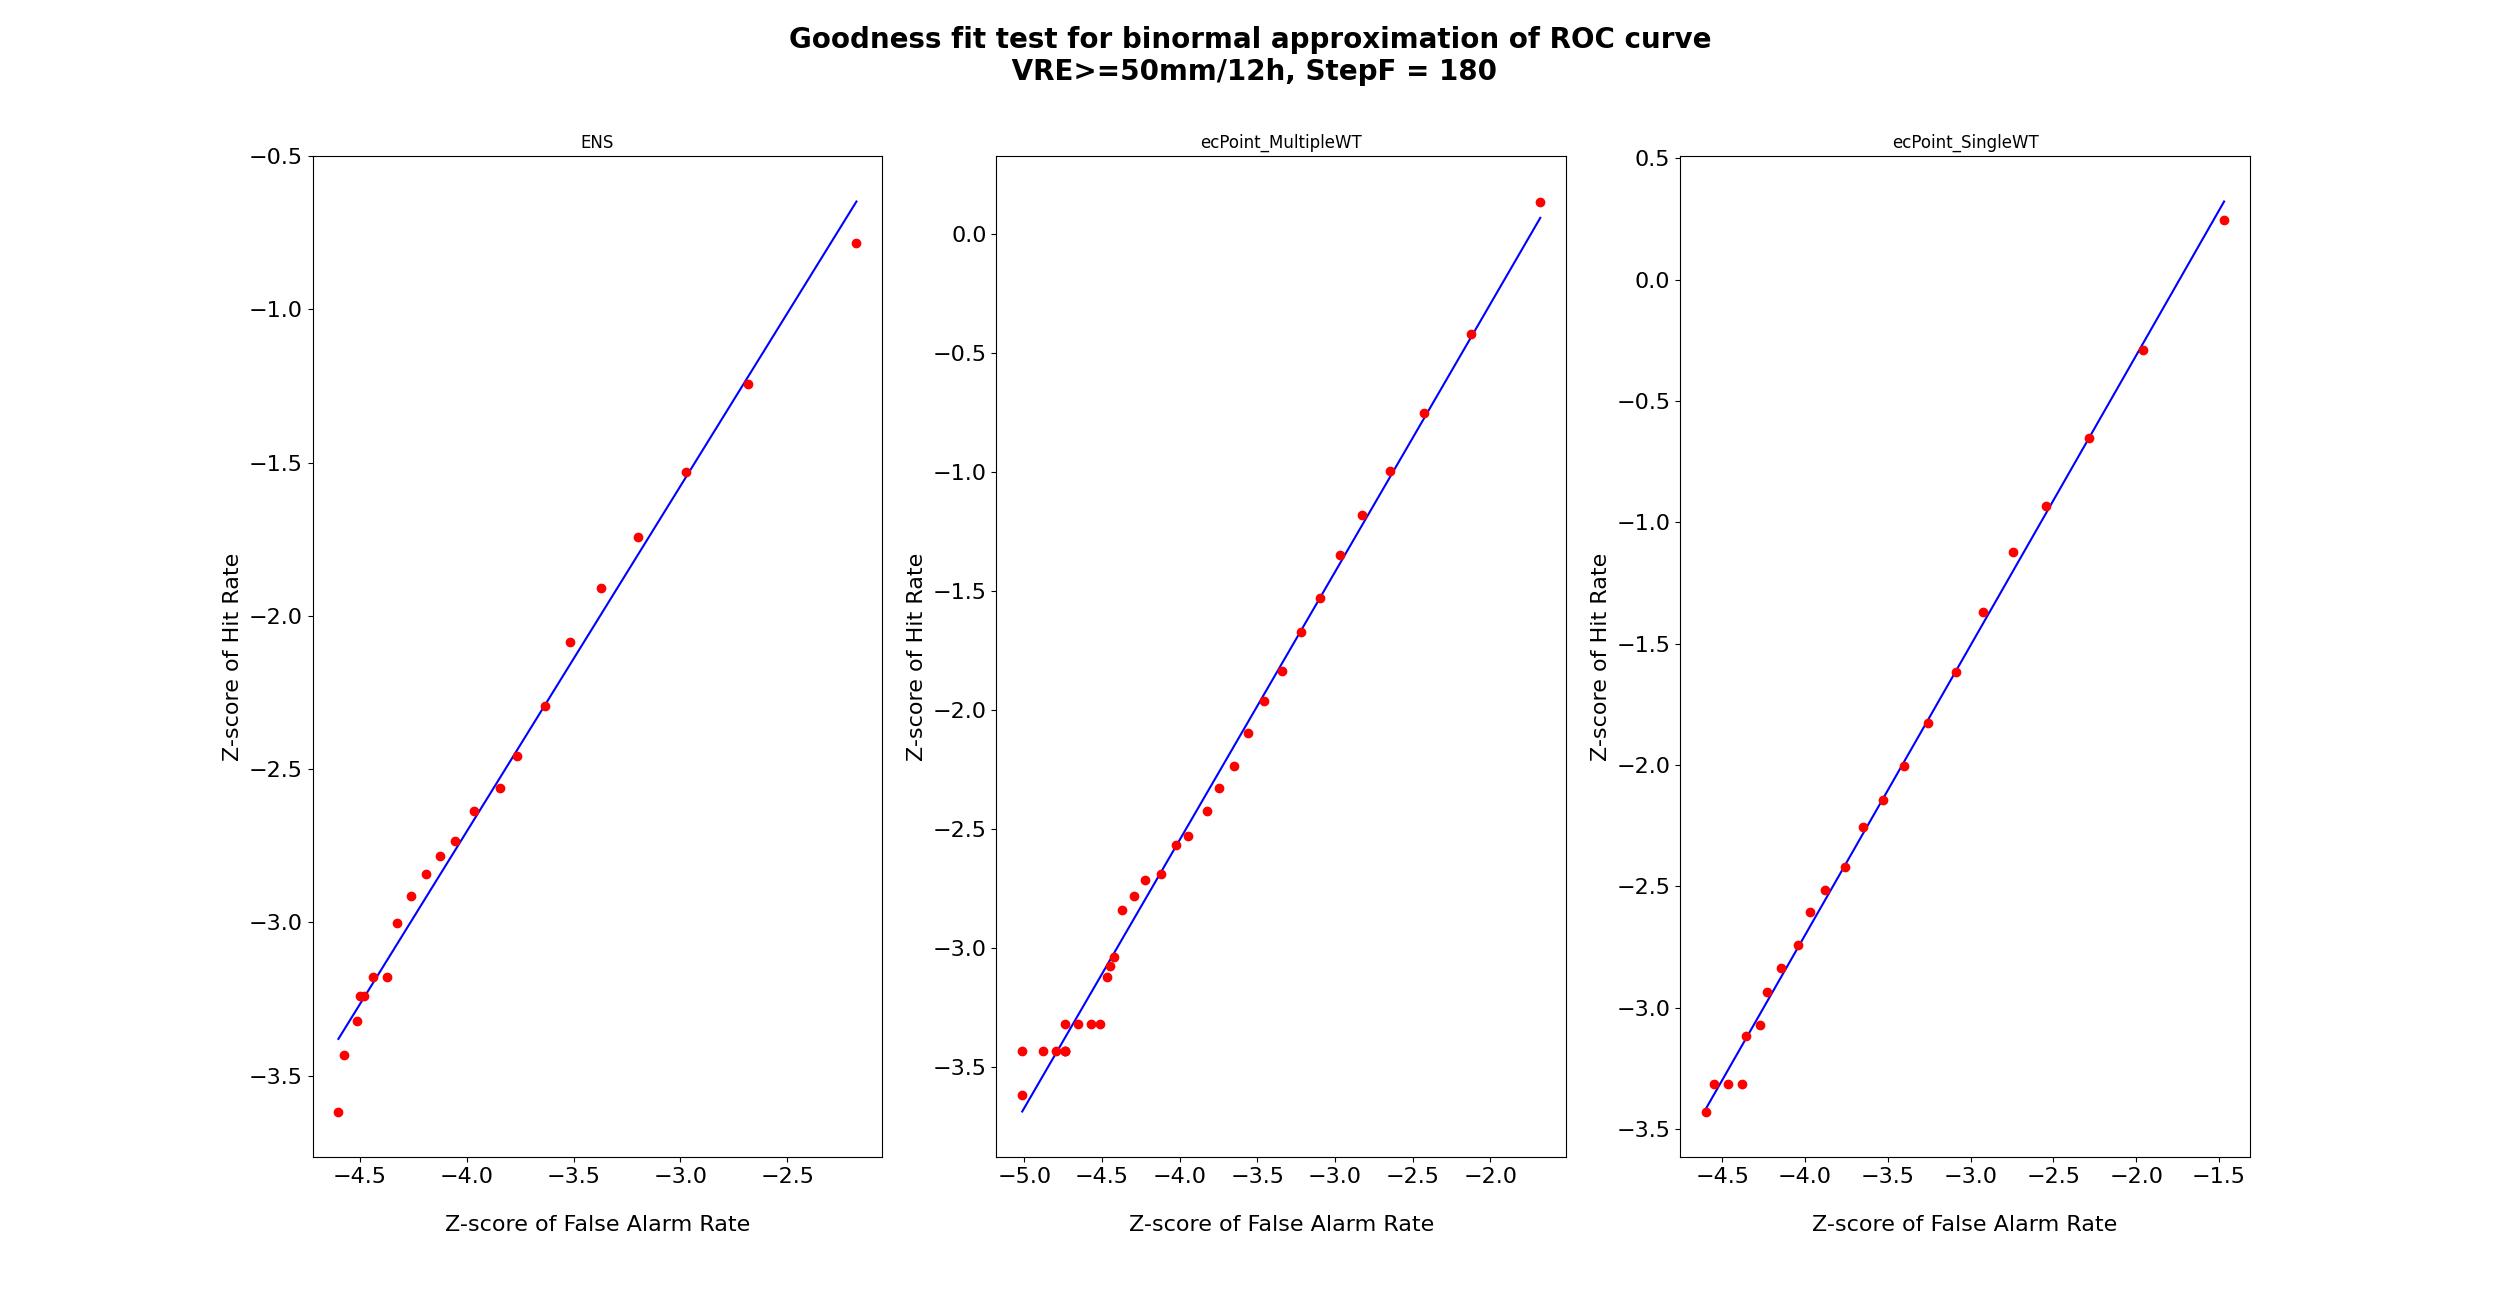 Goodness fit test for binormal approximation of ROC curve
VRE>=50mm/12h, StepF = 180
ENS
−0.5
−1.0
−1.5
−2.0
−2.5
−3.0
−3.5
Z-score of Hit Rate
−4.5 −4.0 −3.5 −3.0 −2.5
Z-score of False Alarm Rate
ecPoint_MultipleWT
0.0
−0.5
−1.0
−1.5
−2.0
−2.5
−3.0
−3.5
Z-score of Hit Rate
−5.0 −4.5 −4.0 −3.5 −3.0 −2.5 −2.0
Z-score of False Alarm Rate
ecPoint_SingleWT
0.5
0.0
−0.5
−1.0
−1.5
−2.0
−2.5
−3.0
−3.5
Z-score of Hit Rate
−4.5 −4.0 −3.5 −3.0 −2.5 −2.0 −1.5
Z-score of False Alarm Rate